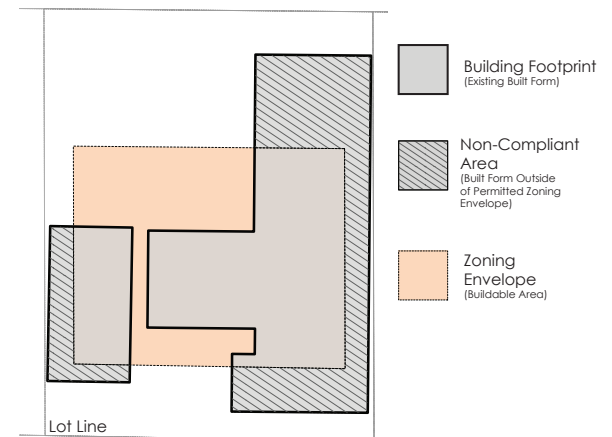 Building Footprint
(Existing Built Form)
Non-Compliant
Area
(Built Form Outside
of Permitted Zoning
Envelope)
Zoning
Envelope
(Buildable Area)
Lot Line